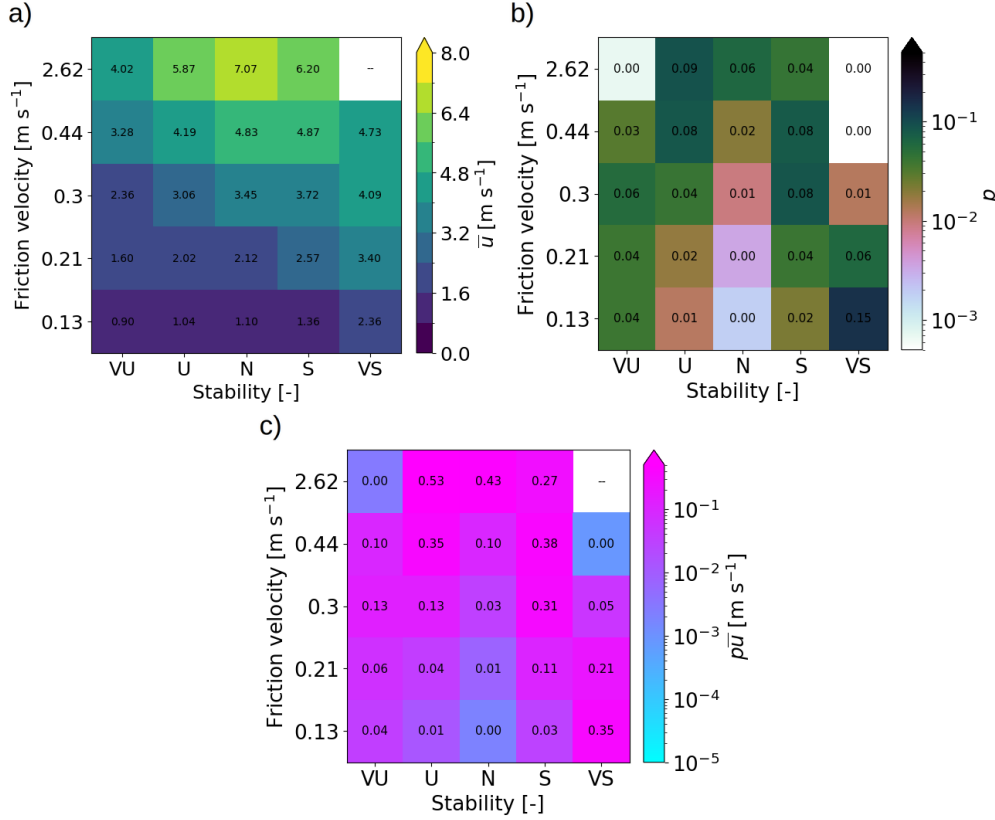 a)
Friction velocity [m s⁻¹]
2.62 4.02 5.87 7.07 6.20 --
0.44 3.28 4.19 4.83 4.87 4.73
0.3 2.36 3.06 3.45 3.72 4.09
0.21 1.60 2.02 2.12 2.57 3.40
0.13 0.90 1.04 1.10 1.36 2.36
VU U N S VS
Stability [-]
8.0
6.4
4.8
3.2
1.6
0.0
u̅ [m s⁻¹]
b)
Friction velocity [m s⁻¹]
2.62 0.00 0.09 0.06 0.04 0.00
0.44 0.03 0.08 0.02 0.08 0.00
0.3 0.06 0.04 0.01 0.08 0.01
0.21 0.04 0.02 0.00 0.04 0.06
0.13 0.04 0.01 0.00 0.02 0.15
VU U N S VS
Stability [-]
10⁻¹
10⁻²
10⁻³
p
c)
Friction velocity [m s⁻¹]
2.62 0.00 0.53 0.43 0.27 --
0.44 0.10 0.35 0.10 0.38 0.00
0.3 0.13 0.13 0.03 0.31 0.05
0.21 0.06 0.04 0.01 0.11 0.21
0.13 0.04 0.01 0.00 0.03 0.35
VU U N S VS
Stability [-]
10⁻¹
10⁻²
10⁻³
10⁻⁴
10⁻⁵
pu̅ [m s⁻¹]